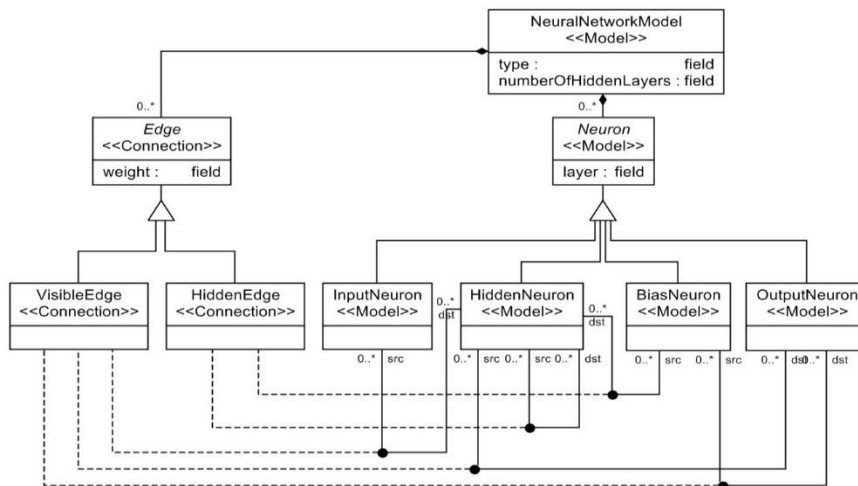 NeuralNetworkModel
<<Model>>
type : field
numberOfHiddenLayers : field
0..* 0..*
Edge
<<Connection>>
weight : field
Neuron
<<Model>>
layer : field
VisibleEdge
<<Connection>>
HiddenEdge
<<Connection>>
InputNeuron
<<Model>>
0..*
dst
HiddenNeuron
<<Model>>
0..*
dst
BiasNeuron
<<Model>>
OutputNeuron
<<Model>>
0..* src 0..* src 0..* src 0..* dst 0..* src 0..* src 0..* dst 0..* dst